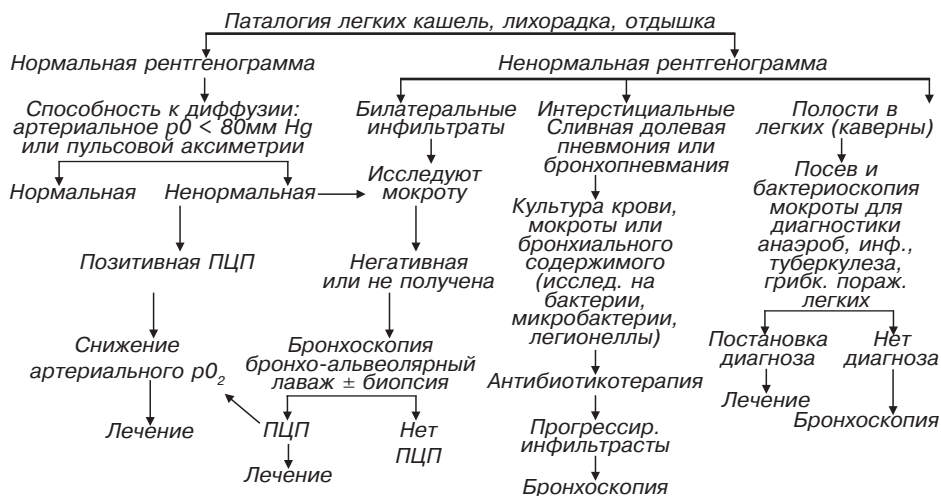 Паталогия легких кашель, лихорадка, отдышка
Нормальная рентгенограмма
Ненормальная рентгенограмма
Способность к диффузии:
артериальное p0 < 80мм Hg
или пульсовой аксиметрии
Нормальная
Ненормальная
Позитивная ПЦП
Снижение
артериального p0₂
Лечение
Билатеральные
инфильтраты
Исследуют
мокроту
Негативная
или не получена
Бронхоскопия
бронхо-альвеолярный
лаваж ± биопсия
ПЦП
Нет
ПЦП
Лечение
Интерстициальные
Сливная долевая
пневмония или
бронхопневмания
Культура крови,
мокроты или
бронхиального
содержимого
(исслед. на
бактерии,
микробактерии,
легионеллы)
Антибиотикотерапия
Прогрессир.
инфильтрасты
Бронхоскопия
Полости в
легких (каверны)
Посев и
бактериоскопия
мокроты для
диагностики
анаэроб, инф.,
туберкулеза,
грибк. пораж.
легких
Постановка
диагноза
Нет
диагноза
Лечение
Бронхоскопия